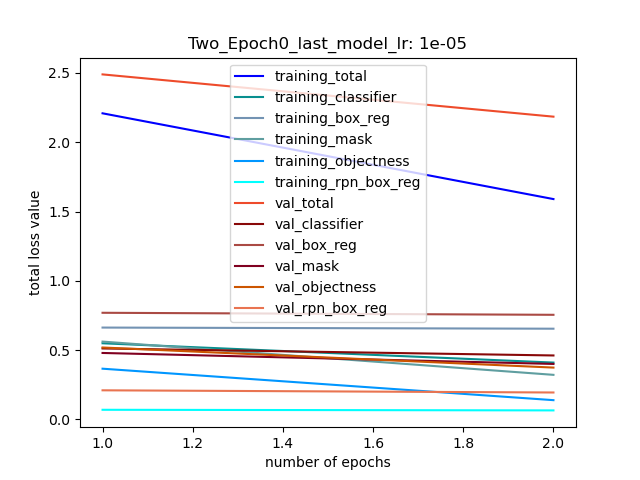 Two_Epoch0_last_model_lr: 1e-05
total loss value
2.5
2.0
1.5
1.0
0.5
0.0
training_total
training_classifier
training_box_reg
training_mask
training_objectness
training_rpn_box_reg
val_total
val_classifier
val_box_reg
val_mask
val_objectness
val_rpn_box_reg
1.0 1.2 1.4 1.6 1.8 2.0
number of epochs